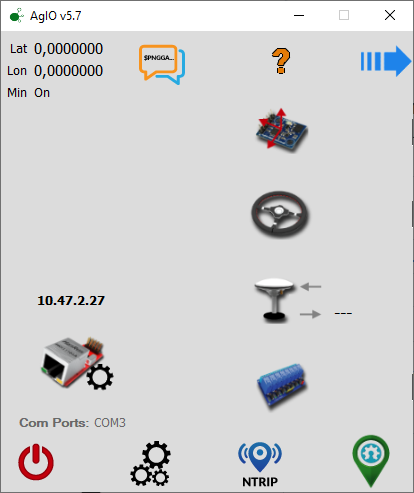 AgIO v5.7
Lat 0,0000000
Lon 0,0000000
Min On
$PNGGA...
?
10.47.2.27
---
Com Ports: COM3
NTRIP